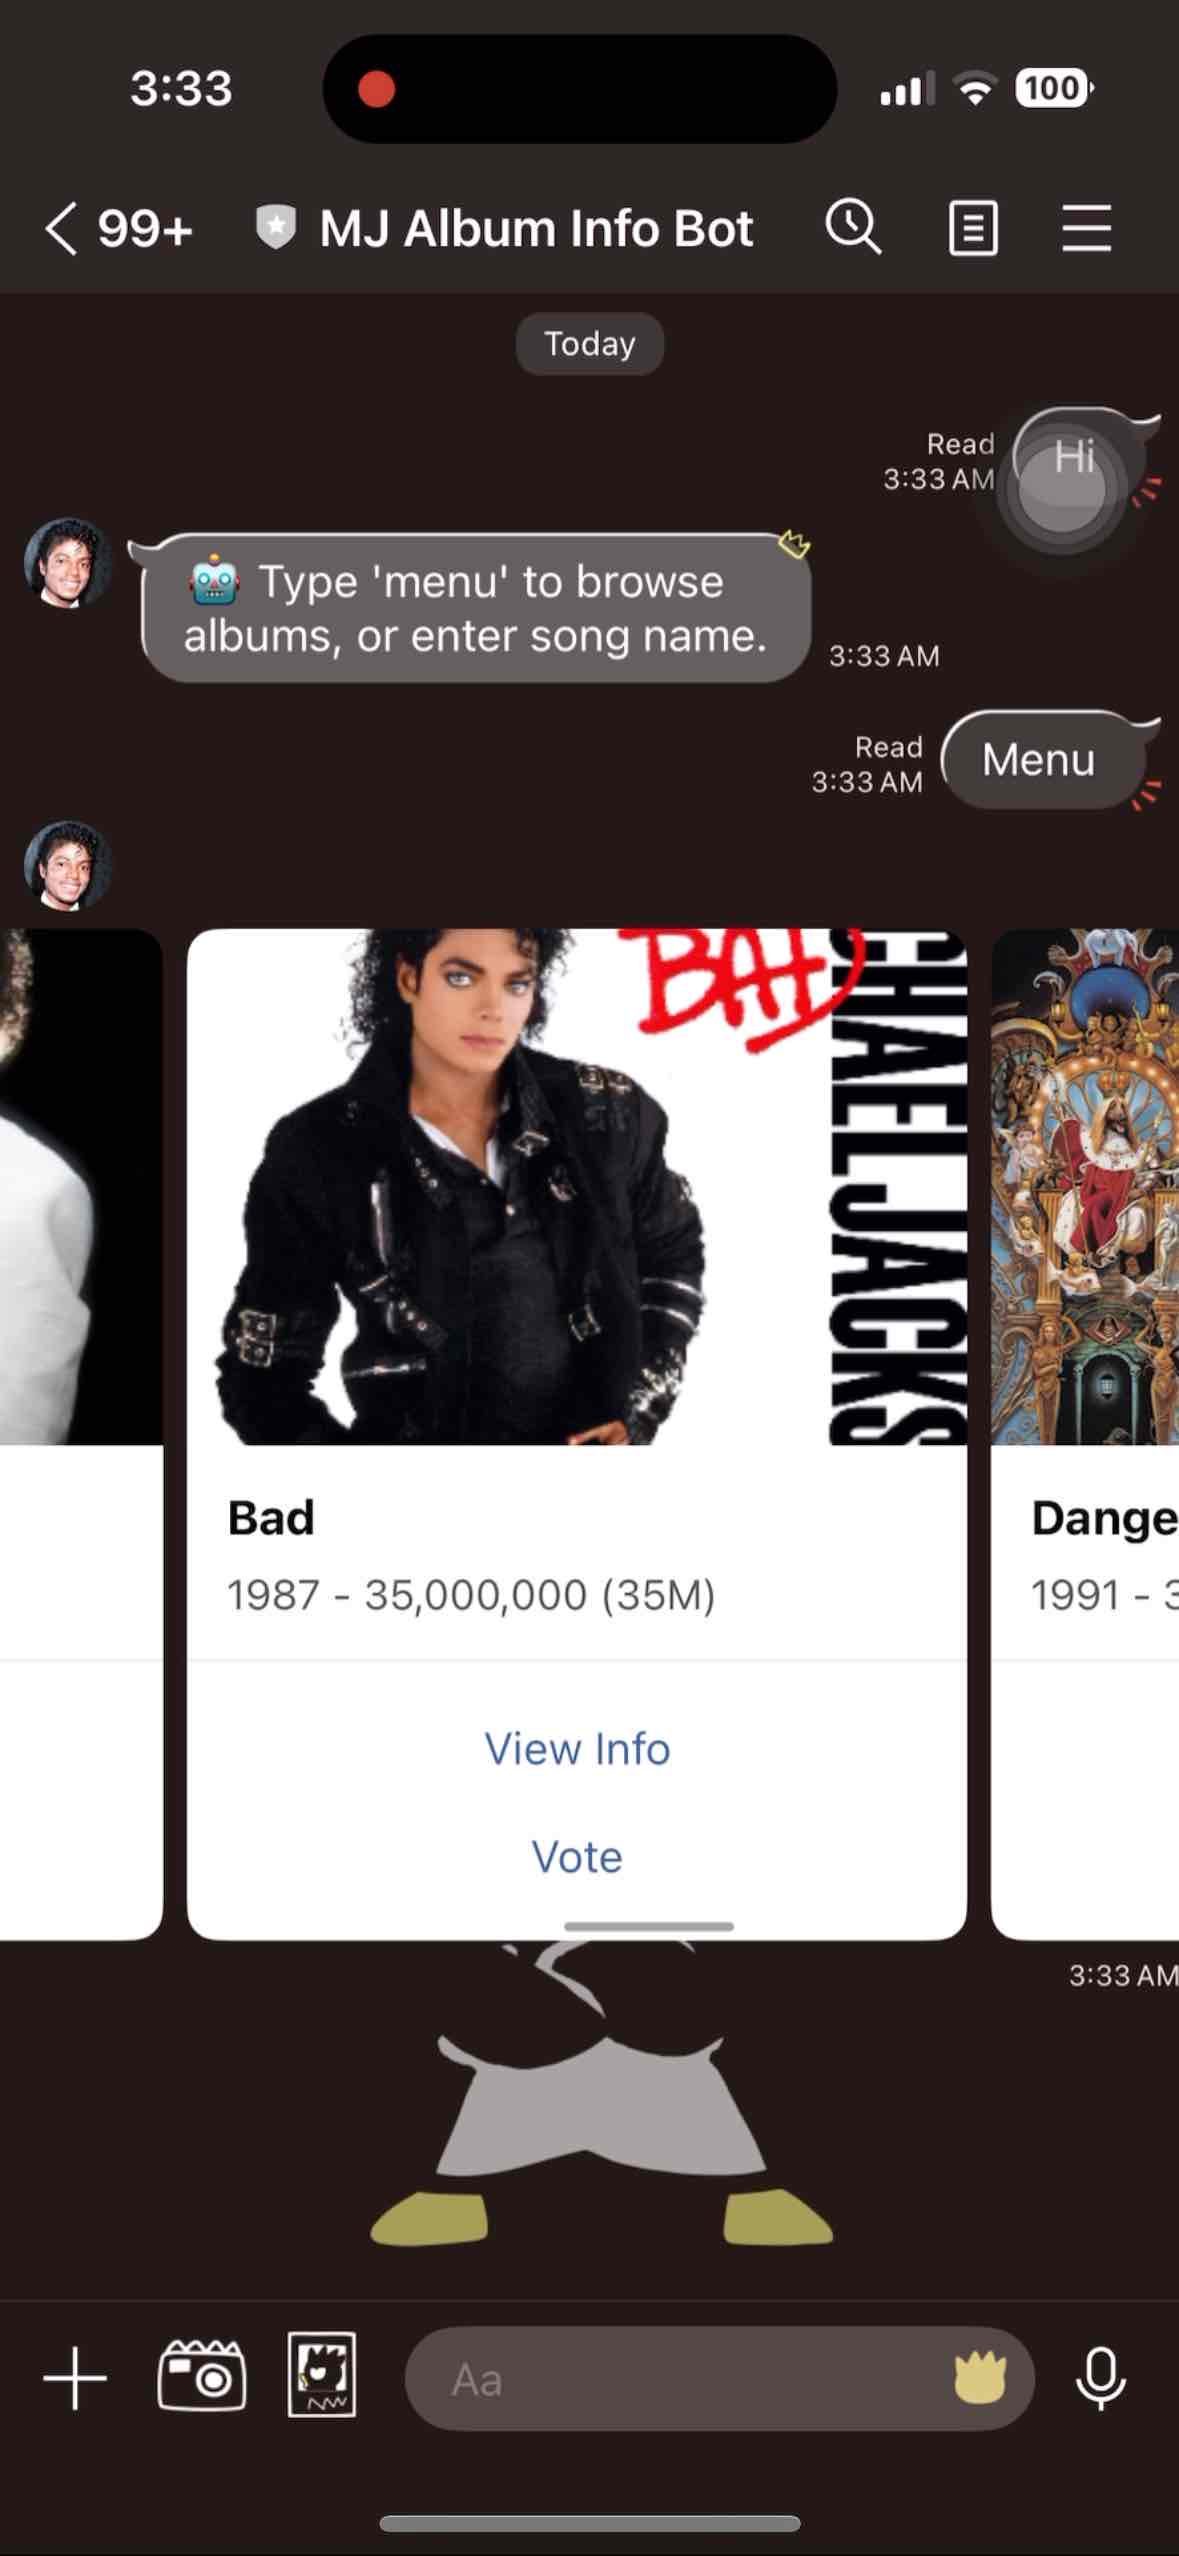 3:33
100
99+
MJ Album Info Bot
Today
Read
3:33 AM
Hi
🤖 Type 'menu' to browse
albums, or enter song name.
3:33 AM
Read
3:33 AM
Menu
BAD
CHAEL JACKS
Bad
1987 - 35,000,000 (35M)
View Info
Vote
Dange
1991 - 3
3:33 AM
Aa